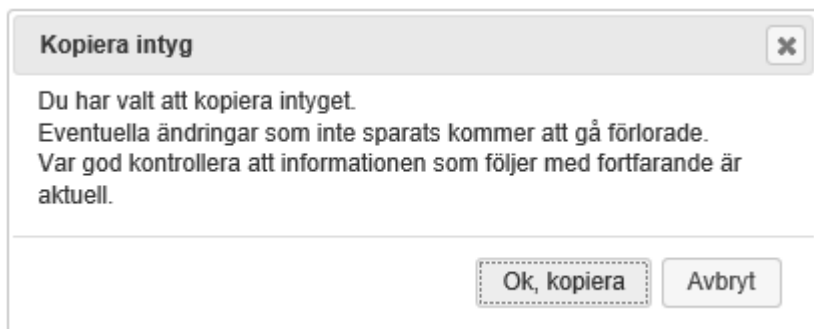 Kopiera intyg
Du har valt att kopiera intyget.
Eventuella ändringar som inte sparats kommer att gå förlorade.
Var god kontrollera att informationen som följer med fortfarande är
aktuell.
Ok, kopiera Avbryt